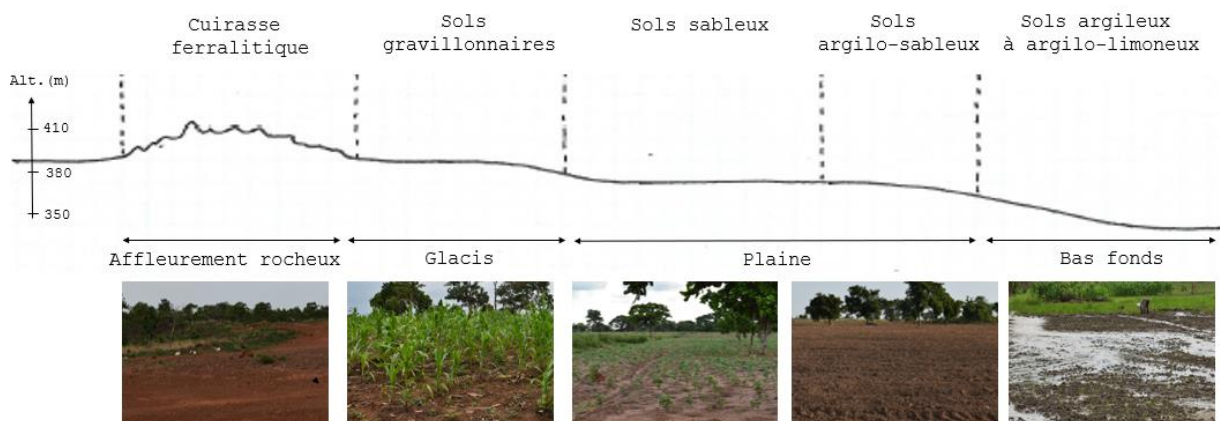 Cuirasse
ferralitique
Sols
gravillonnaires
Sols sableux
Sols
argilo-sableux
Sols argileux
à argilo-limoneux
Alt.(m)
410
380
350
Affleurement rocheux
Glacis
Plaine
Bas fonds